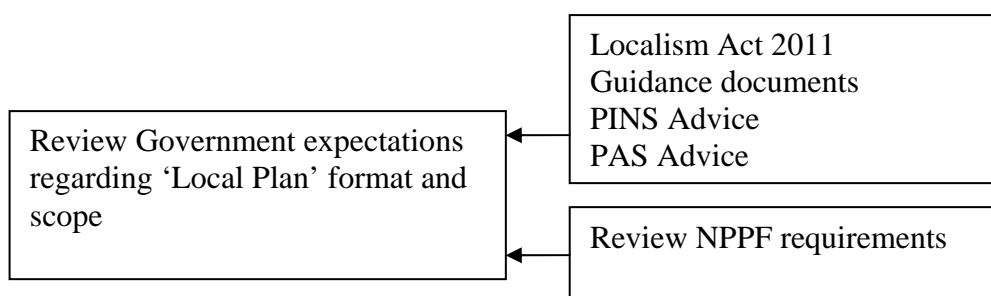 Localism Act 2011
Guidance documents
PINS Advice
PAS Advice
Review Government expectations
regarding ‘Local Plan’ format and
scope
Review NPPF requirements